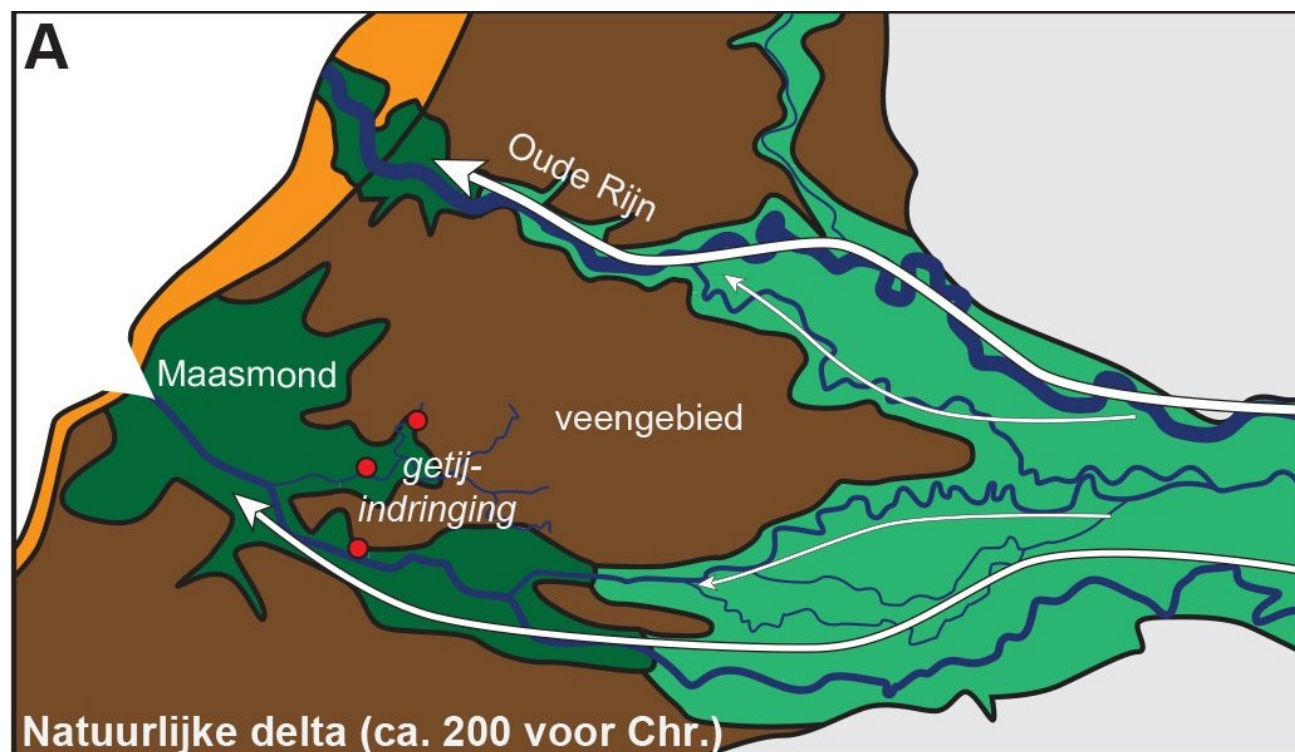 A
Oude Rijn
Maasmond
veengebied
getij-
indringing
Natuurlijke delta (ca. 200 voor Chr.)